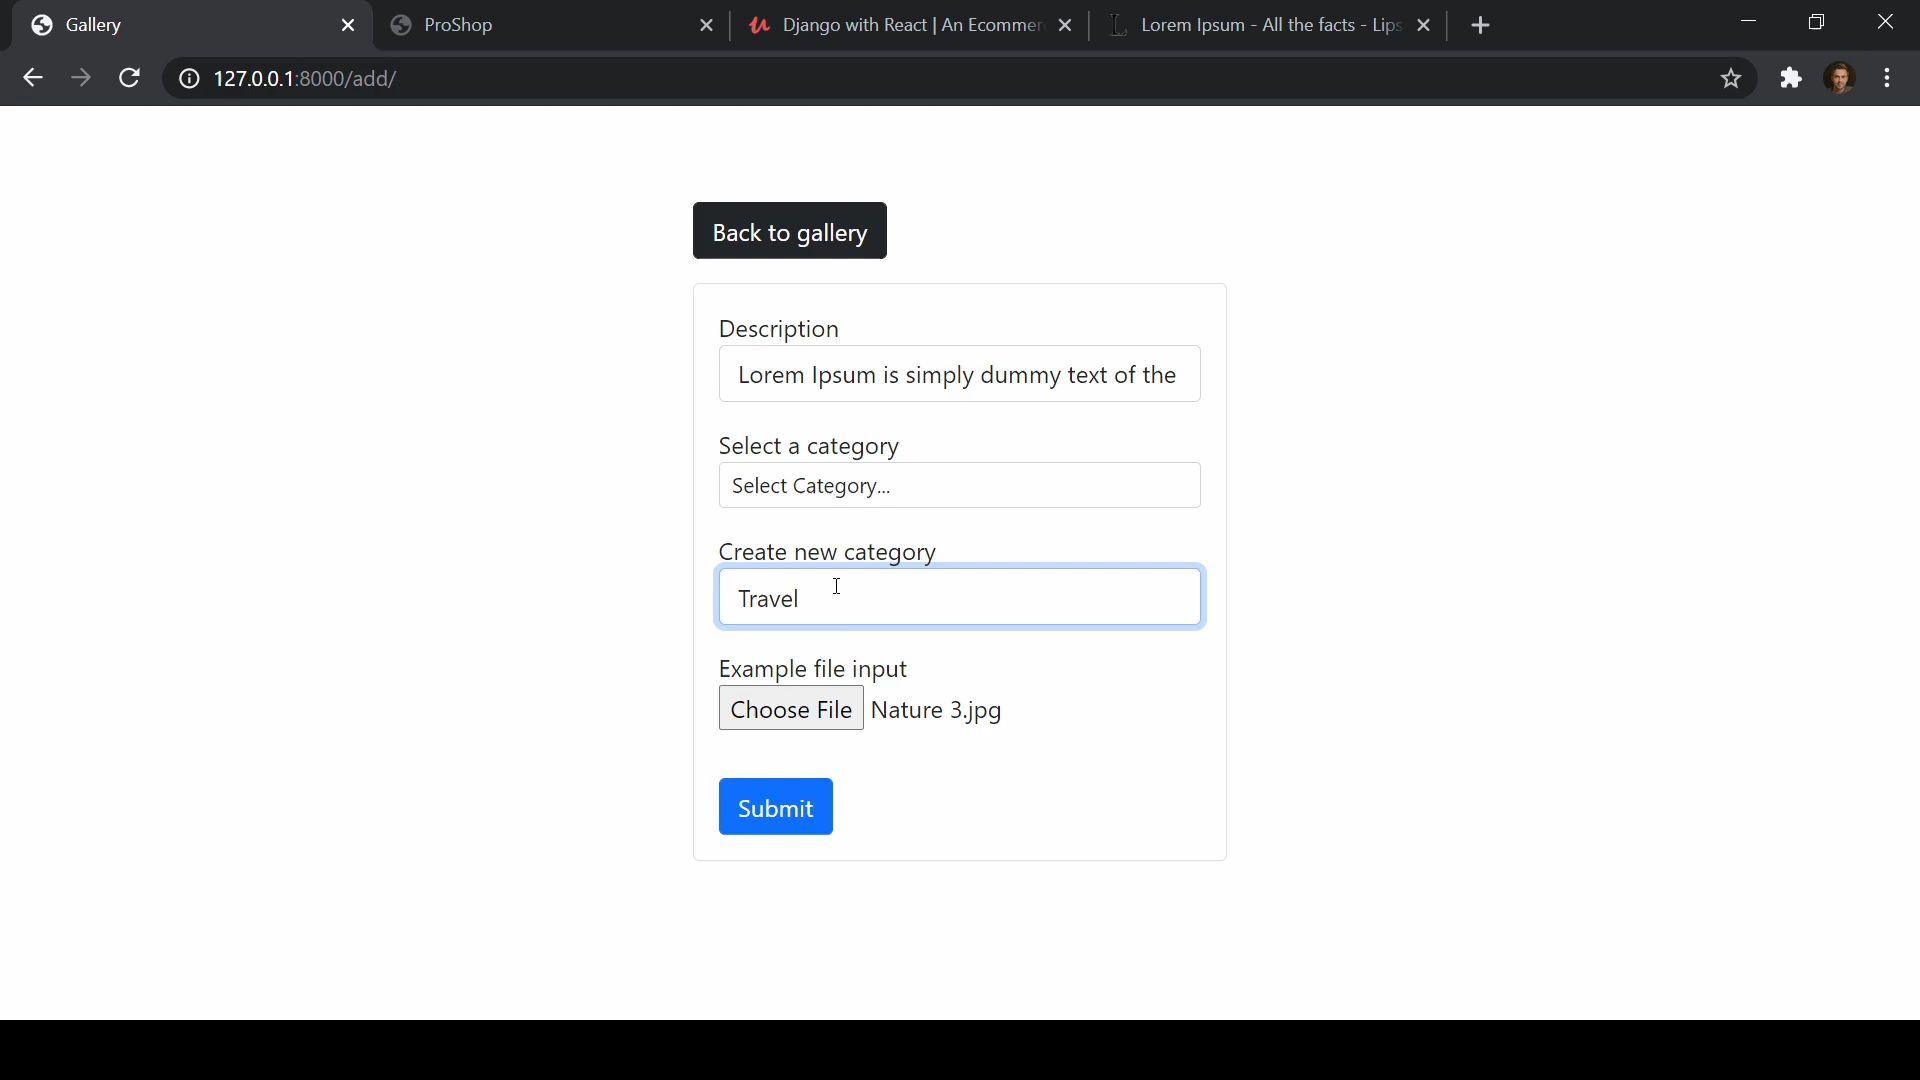 Gallery
ProShop
Django with React | An Ecommer
Lorem Ipsum - All the facts - Lips
127.0.0.1:8000/add/
Back to gallery
Description
Lorem Ipsum is simply dummy text of the
Select a category
Select Category...
Create new category
Travel
Example file input
Choose File Nature 3.jpg
Submit